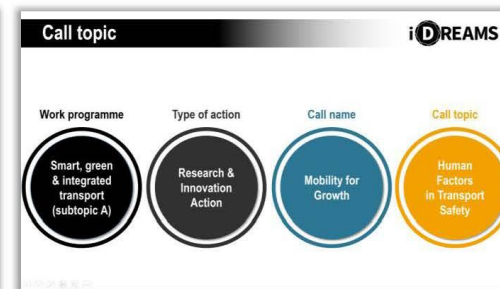 Call topic
iDREAMS
Work programme
Type of action
Call name
Call topic
Smart, green
& integrated
transport
(subtopic A)
Research &
Innovation
Action
Mobility for
Growth
Human
Factors
in Transport
Safety